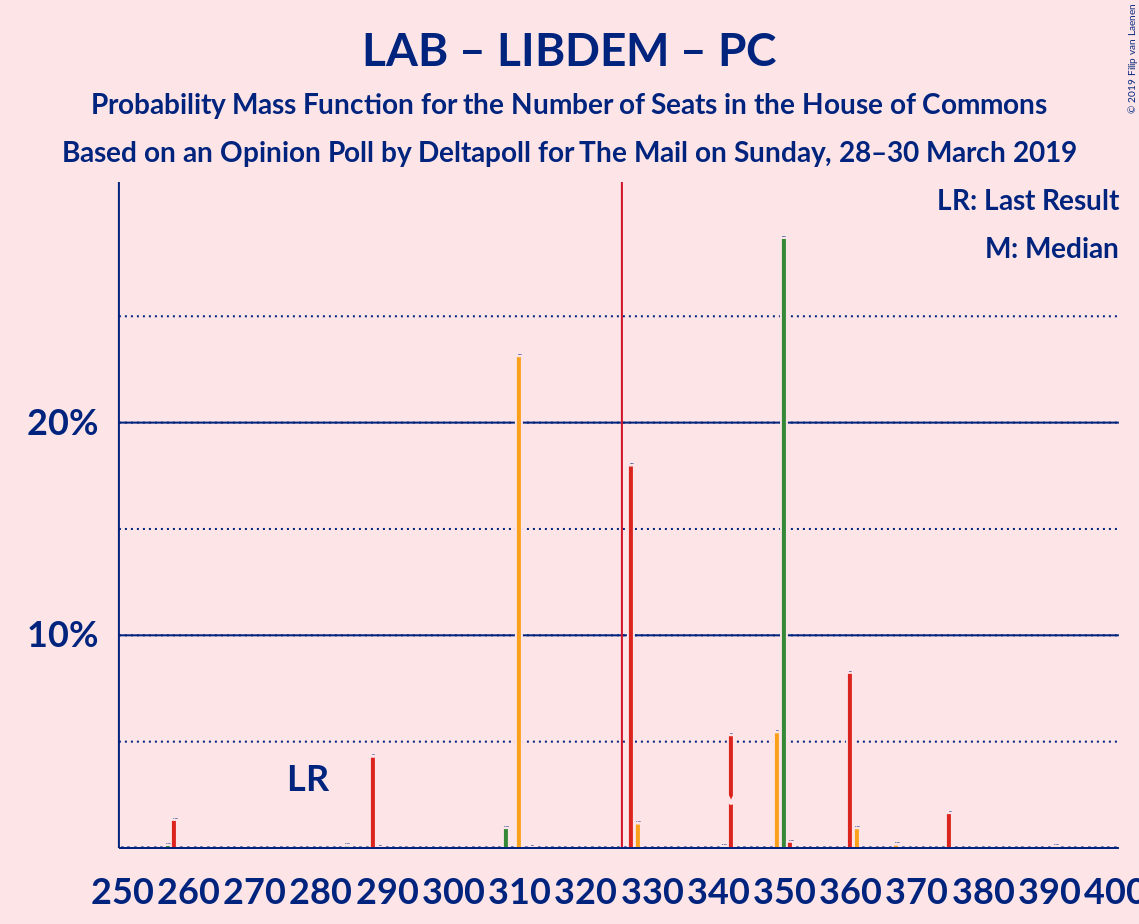 LAB – LIBDEM – PC
Probability Mass Function for the Number of Seats in the House of Commons
Based on an Opinion Poll by Deltapoll for The Mail on Sunday, 28–30 March 2019
© 2019 Filip van Laenen
LR: Last Result
M: Median
20%
10%
LR
250 260 270 280 290 300 310 320 330 340 350 360 370 380 390 400